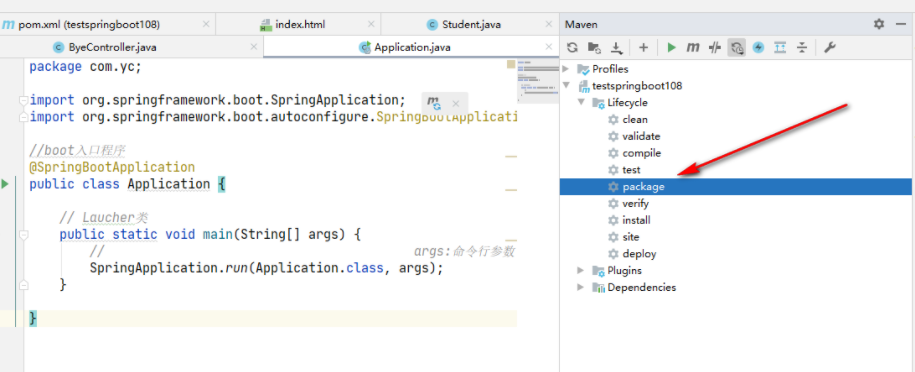 pom.xml (testspringboot108)
index.html
Student.java
Maven
ByeController.java
Application.java
package com.yc;
import org.springframework.boot.SpringApplication;
import org.springframework.boot.autoconfigure.SpringBootApplicati
//boot入口程序
@SpringBootApplication
public class Application {
// Laucher类
public static void main(String[] args) {
// args:命令行参数
SpringApplication.run(Application.class, args);
}
}
Profiles
testspringboot108
Lifecycle
clean
validate
compile
test
package
verify
install
site
deploy
Plugins
Dependencies